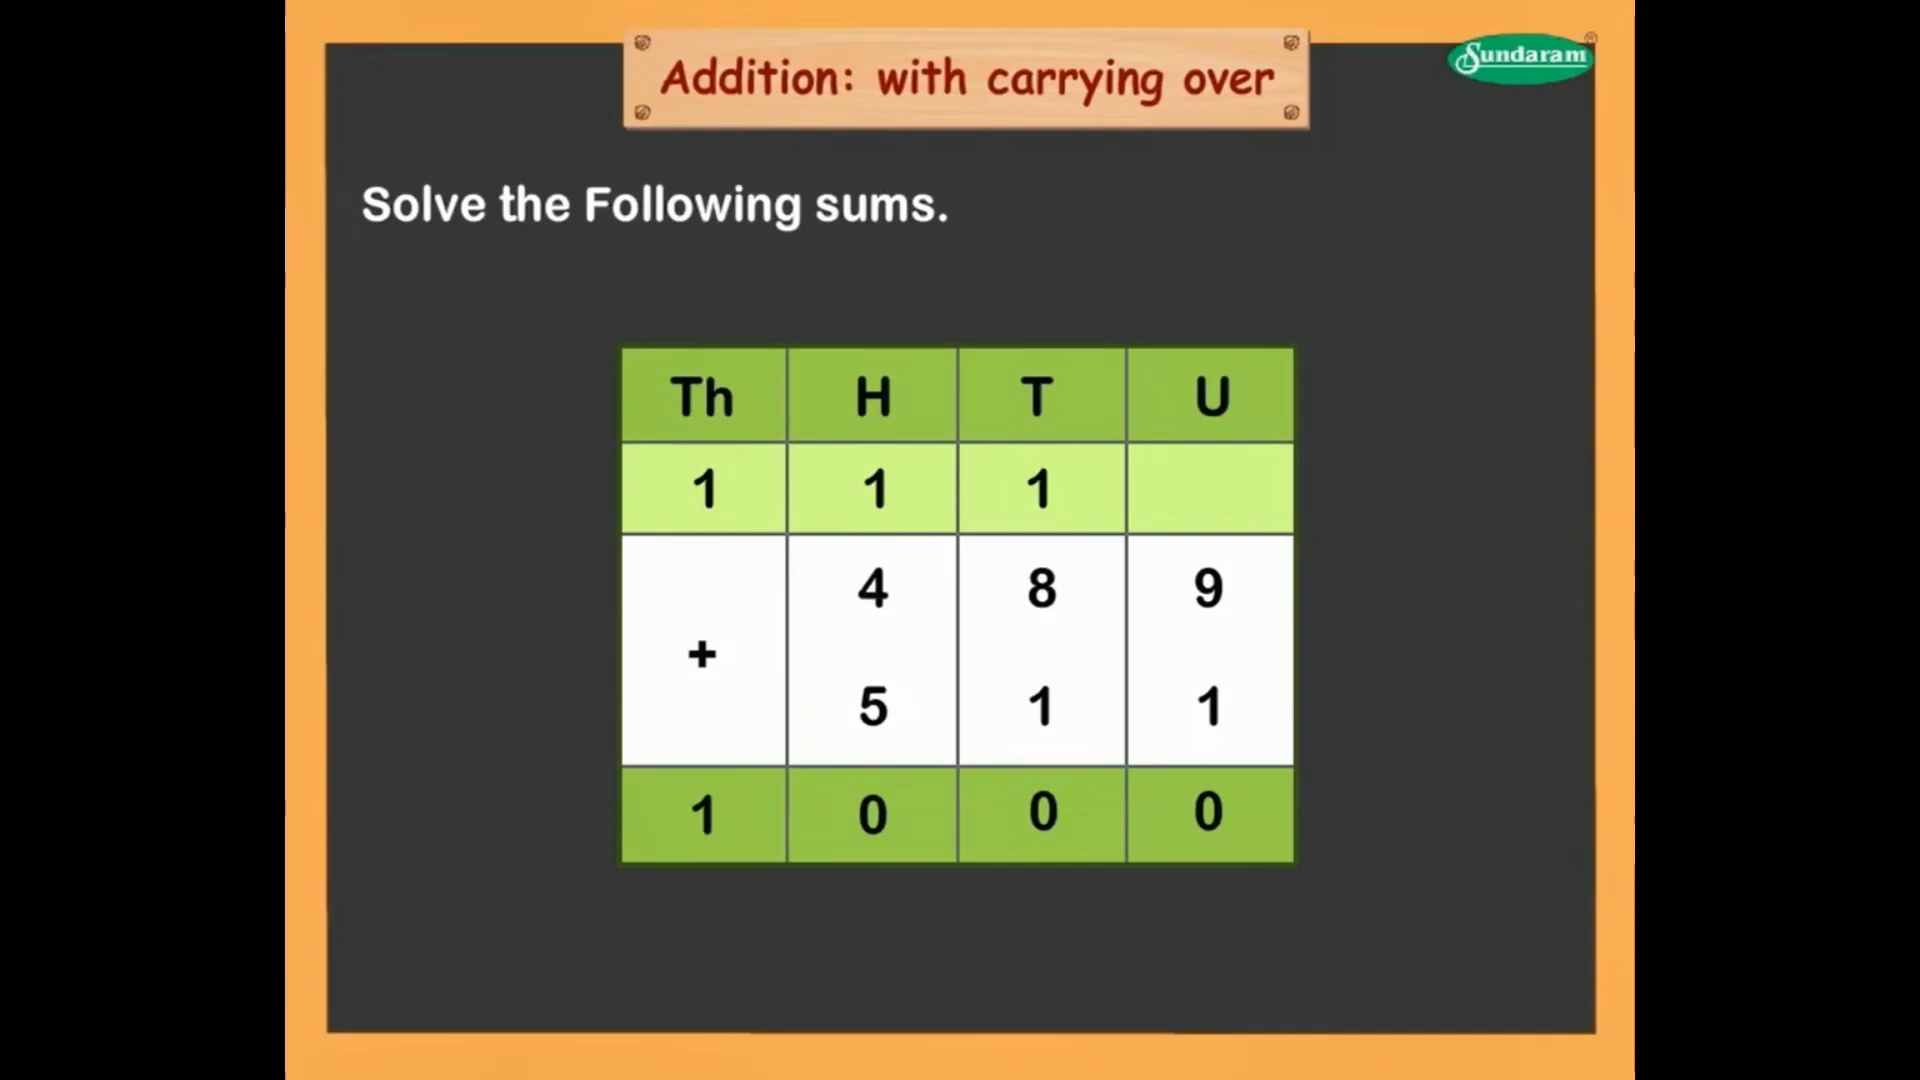 Addition: with carrying over
Sundaram
®
Solve the Following sums.
Th H T U
1 1 1
4 8 9
+
5 1 1
1 0 0 0